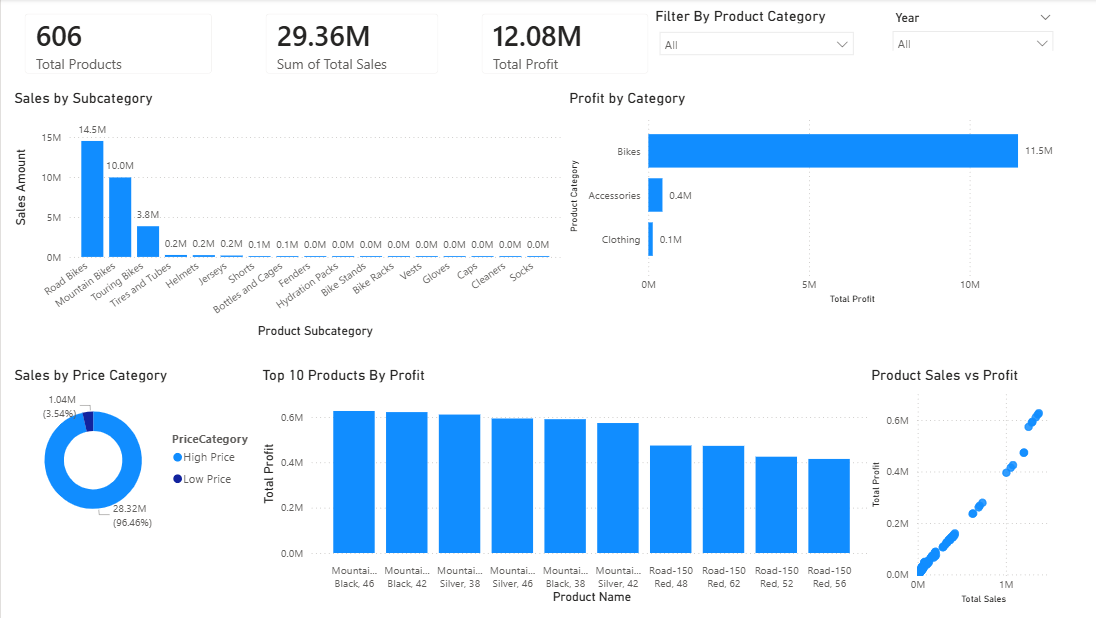 606
Total Products
29.36M
Sum of Total Sales
12.08M
Total Profit
Filter By Product Category
All
Year
All
Sales by Subcategory
Sales Amount
15M
10M
5M
0M
14.5M
10.0M
3.8M
0.2M
0.2M
0.2M
0.1M
0.1M
0.0M
0.0M
0.0M
0.0M
0.0M
0.0M
0.0M
0.0M
0.0M
Road Bikes
Mountain Bikes
Touring Bikes
Tires and Tubes
Helmets
Jerseys
Shorts
Bottles and Cages
Fenders
Hydration Packs
Bike Stands
Bike Racks
Vests
Gloves
Caps
Cleaners
Socks
Product Subcategory
Profit by Category
Product Category
Bikes
11.5M
Accessories
0.4M
Clothing
0.1M
0M
5M
10M
Total Profit
Sales by Price Category
1.04M
(3.54%)
28.32M
(96.46%)
PriceCategory
High Price
Low Price
Top 10 Products By Profit
Total Profit
0.6M
0.4M
0.2M
0.0M
Mountai...
Black, 46
Mountai...
Black, 42
Mountai...
Silver, 38
Mountai...
Silver, 46
Mountai...
Black, 38
Mountai...
Silver, 42
Road-150
Red, 48
Road-150
Red, 62
Road-150
Red, 52
Road-150
Red, 56
Product Name
Product Sales vs Profit
Total Profit
0.6M
0.4M
0.2M
0.0M
0M
1M
Total Sales